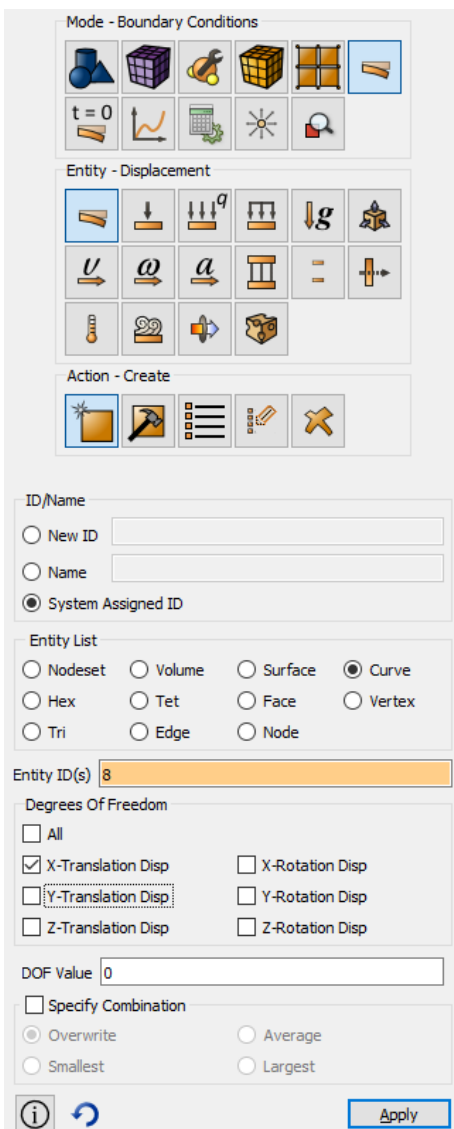 Mode - Boundary Conditions
t = 0
Entity - Displacement
q
g
υ ω a
Action - Create
ID/Name
New ID
Name
System Assigned ID
Entity List
Nodeset Volume Surface Curve
Hex Tet Face Vertex
Tri Edge Node
Entity ID(s) 8
Degrees Of Freedom
All
X-Translation Disp X-Rotation Disp
Y-Translation Disp Y-Rotation Disp
Z-Translation Disp Z-Rotation Disp
DOF Value 0
Specify Combination
Overwrite Average
Smallest Largest
i Apply